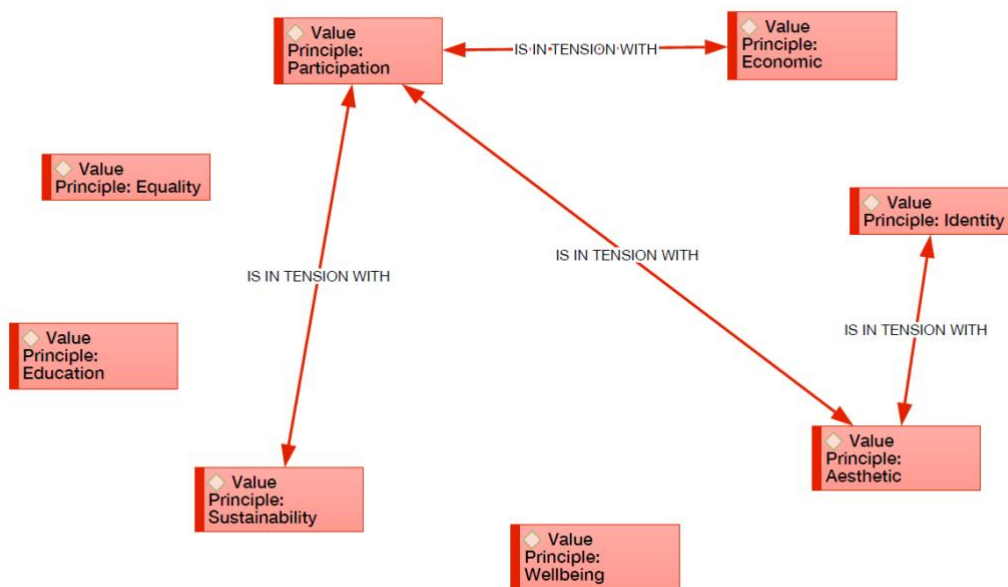 Value
Principle:
Participation
IS IN TENSION WITH
Value
Principle:
Economic
Value
Principle: Equality
Value
Principle: Identity
IS IN TENSION WITH
IS IN TENSION WITH
IS IN TENSION WITH
Value
Principle:
Education
Value
Principle:
Aesthetic
Value
Principle:
Sustainability
Value
Principle:
Wellbeing